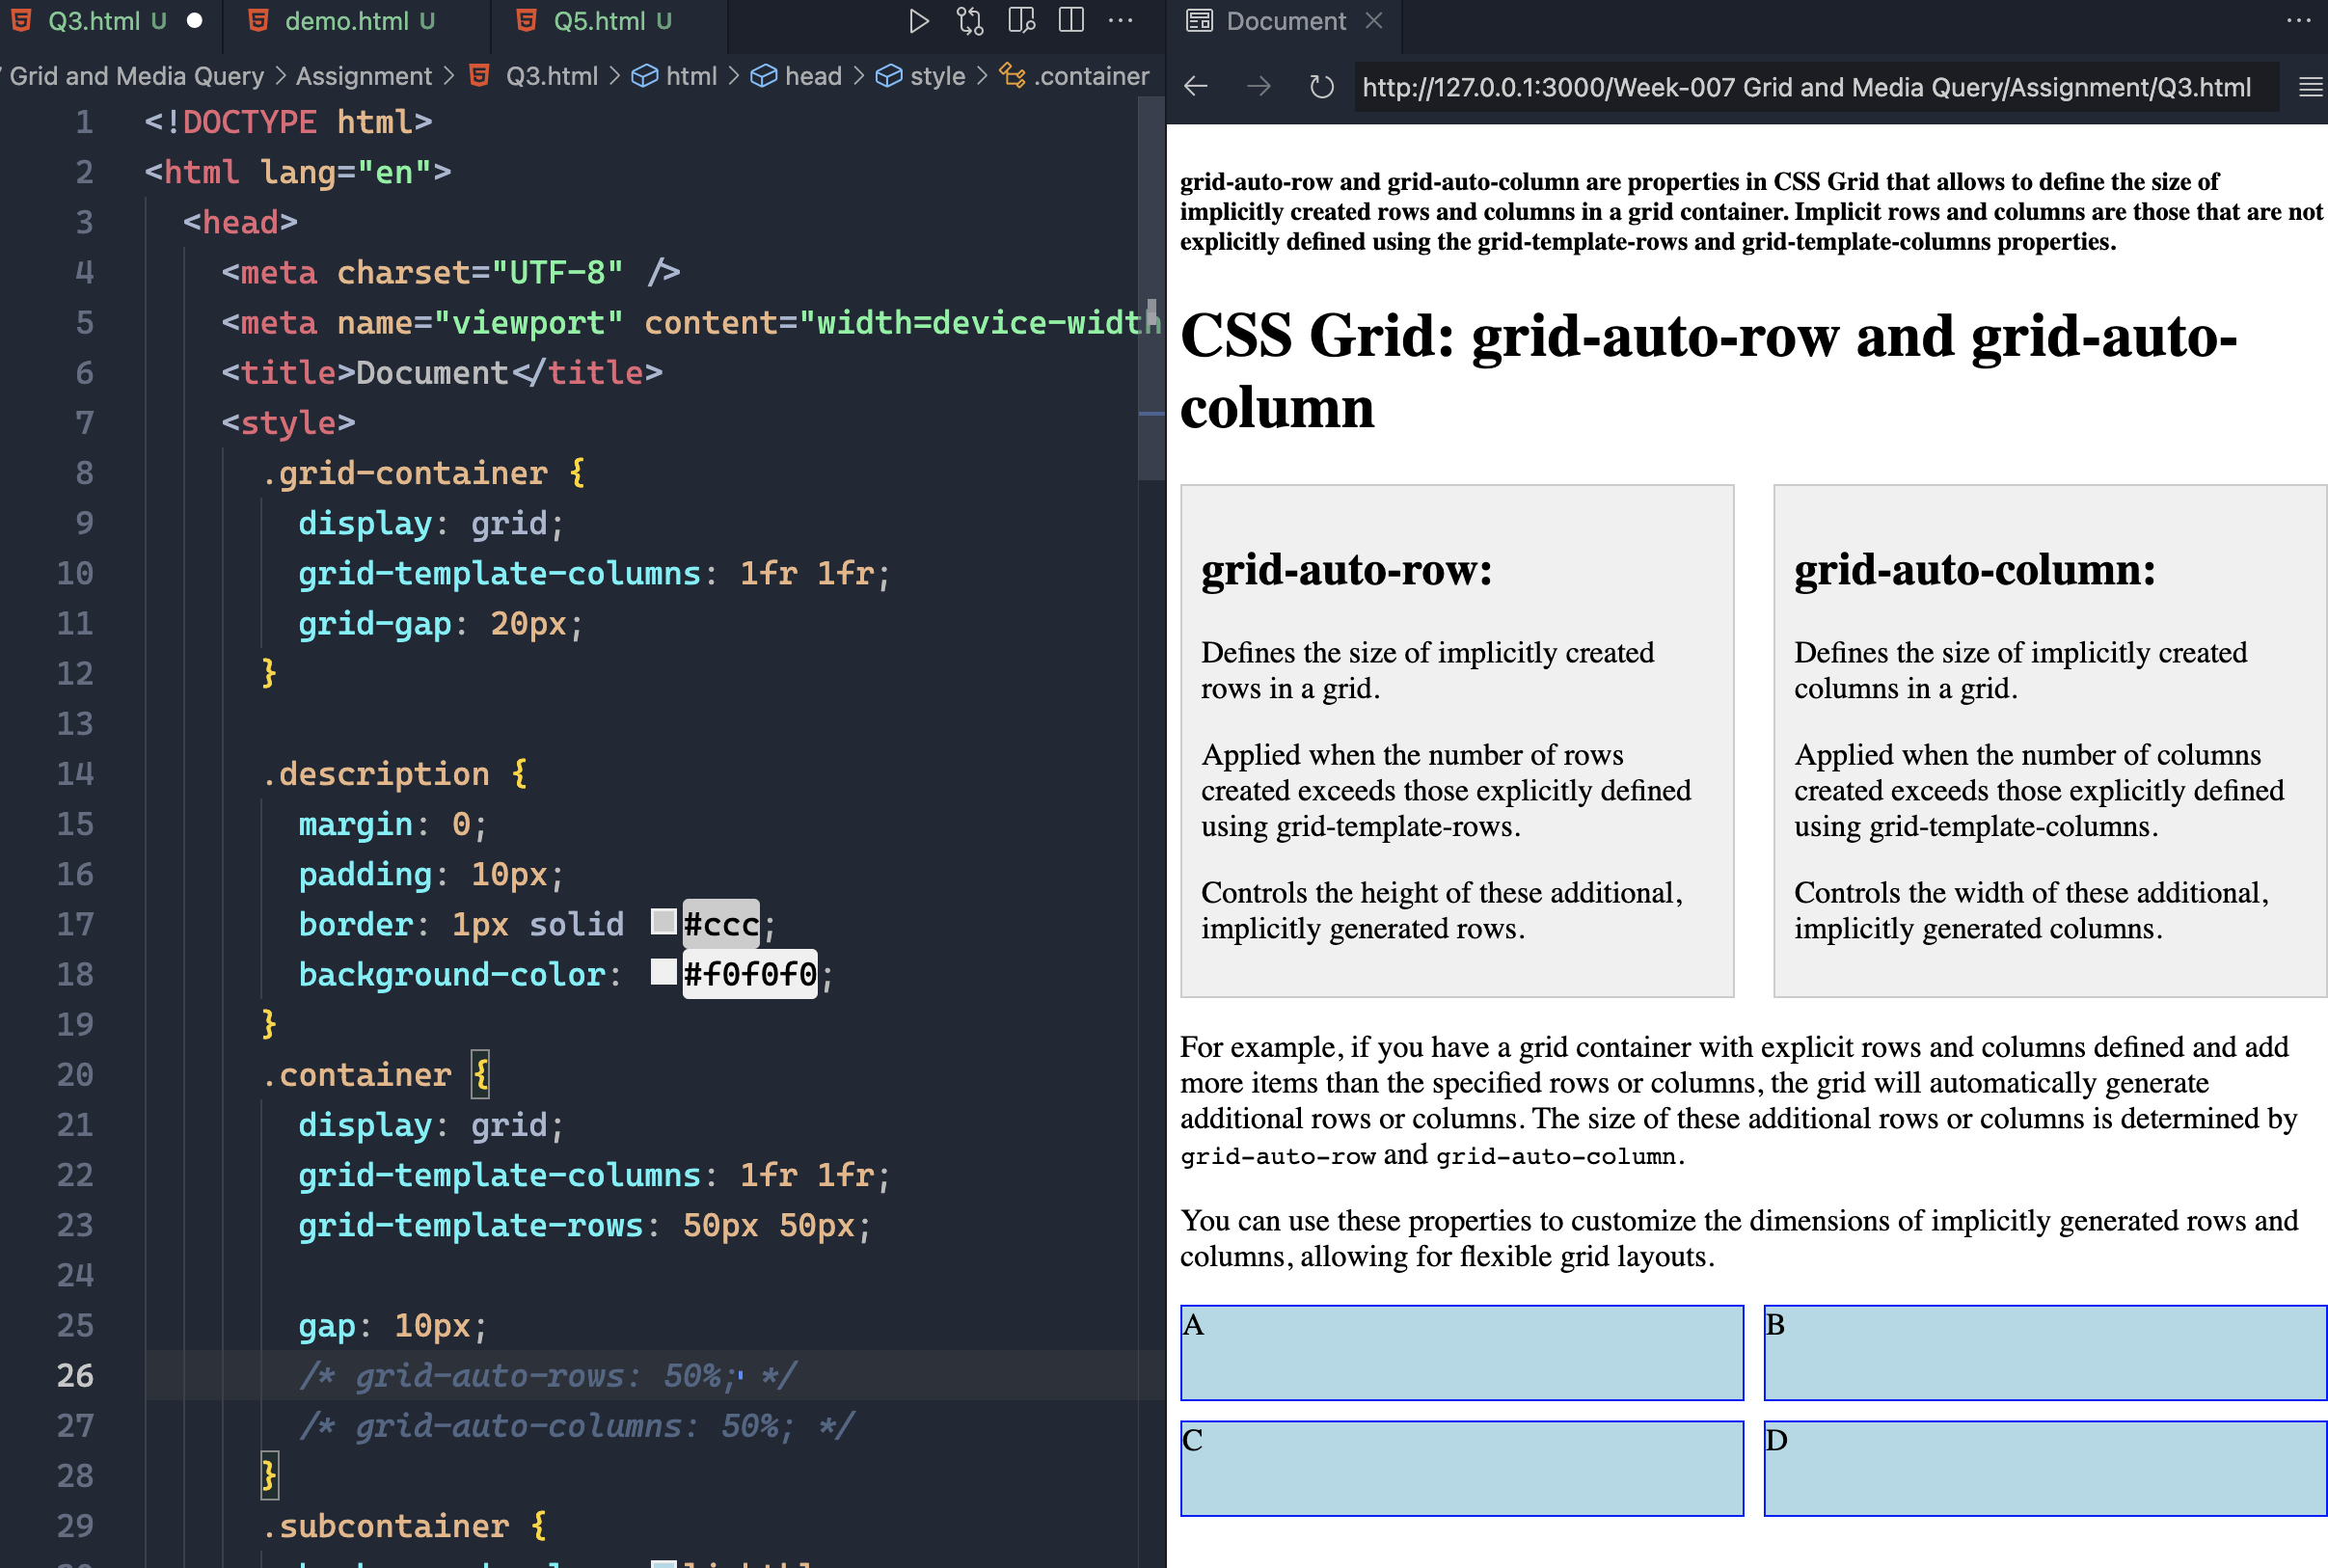 Q3.html U
demo.html U
Q5.html U
Grid and Media Query > Assignment > Q3.html > html > head > style > .container
1 <!DOCTYPE html>
2 <html lang="en">
3 <head>
4 <meta charset="UTF-8" />
5 <meta name="viewport" content="width=device-width
6 <title>Document</title>
7 <style>
8 .grid-container {
9 display: grid;
10 grid-template-columns: 1fr 1fr;
11 grid-gap: 20px;
12 }
13
14 .description {
15 margin: 0;
16 padding: 10px;
17 border: 1px solid #ccc;
18 background-color: #f0f0f0;
19 }
20 .container {
21 display: grid;
22 grid-template-columns: 1fr 1fr;
23 grid-template-rows: 50px 50px;
24
25 gap: 10px;
26 /* grid-auto-rows: 50%; */
27 /* grid-auto-columns: 50%; */
28 }
29 .subcontainer {
Document
http://127.0.0.1:3000/Week-007 Grid and Media Query/Assignment/Q3.html
grid-auto-row and grid-auto-column are properties in CSS Grid that allows to define the size of
implicitly created rows and columns in a grid container. Implicit rows and columns are those that are not
explicitly defined using the grid-template-rows and grid-template-columns properties.
CSS Grid: grid-auto-row and grid-auto-
column
grid-auto-row:
Defines the size of implicitly created
rows in a grid.
Applied when the number of rows
created exceeds those explicitly defined
using grid-template-rows.
Controls the height of these additional,
implicitly generated rows.
grid-auto-column:
Defines the size of implicitly created
columns in a grid.
Applied when the number of columns
created exceeds those explicitly defined
using grid-template-columns.
Controls the width of these additional,
implicitly generated columns.
For example, if you have a grid container with explicit rows and columns defined and add
more items than the specified rows or columns, the grid will automatically generate
additional rows or columns. The size of these additional rows or columns is determined by
grid-auto-row and grid-auto-column.
You can use these properties to customize the dimensions of implicitly generated rows and
columns, allowing for flexible grid layouts.
A
B
C
D